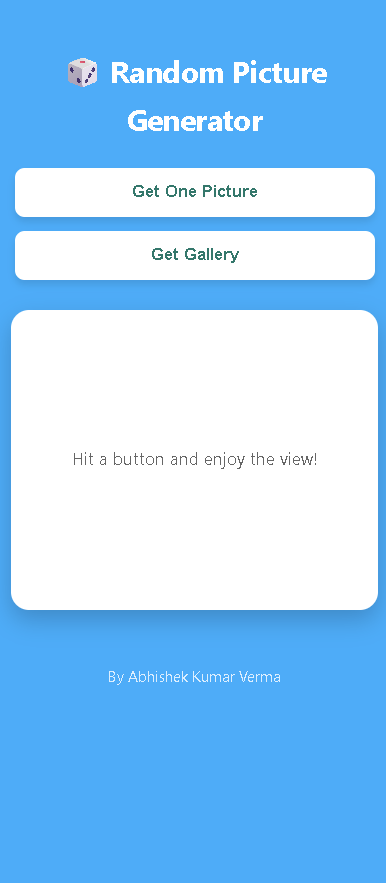 🎲 Random Picture
Generator
Get One Picture
Get Gallery
Hit a button and enjoy the view!
By Abhishek Kumar Verma